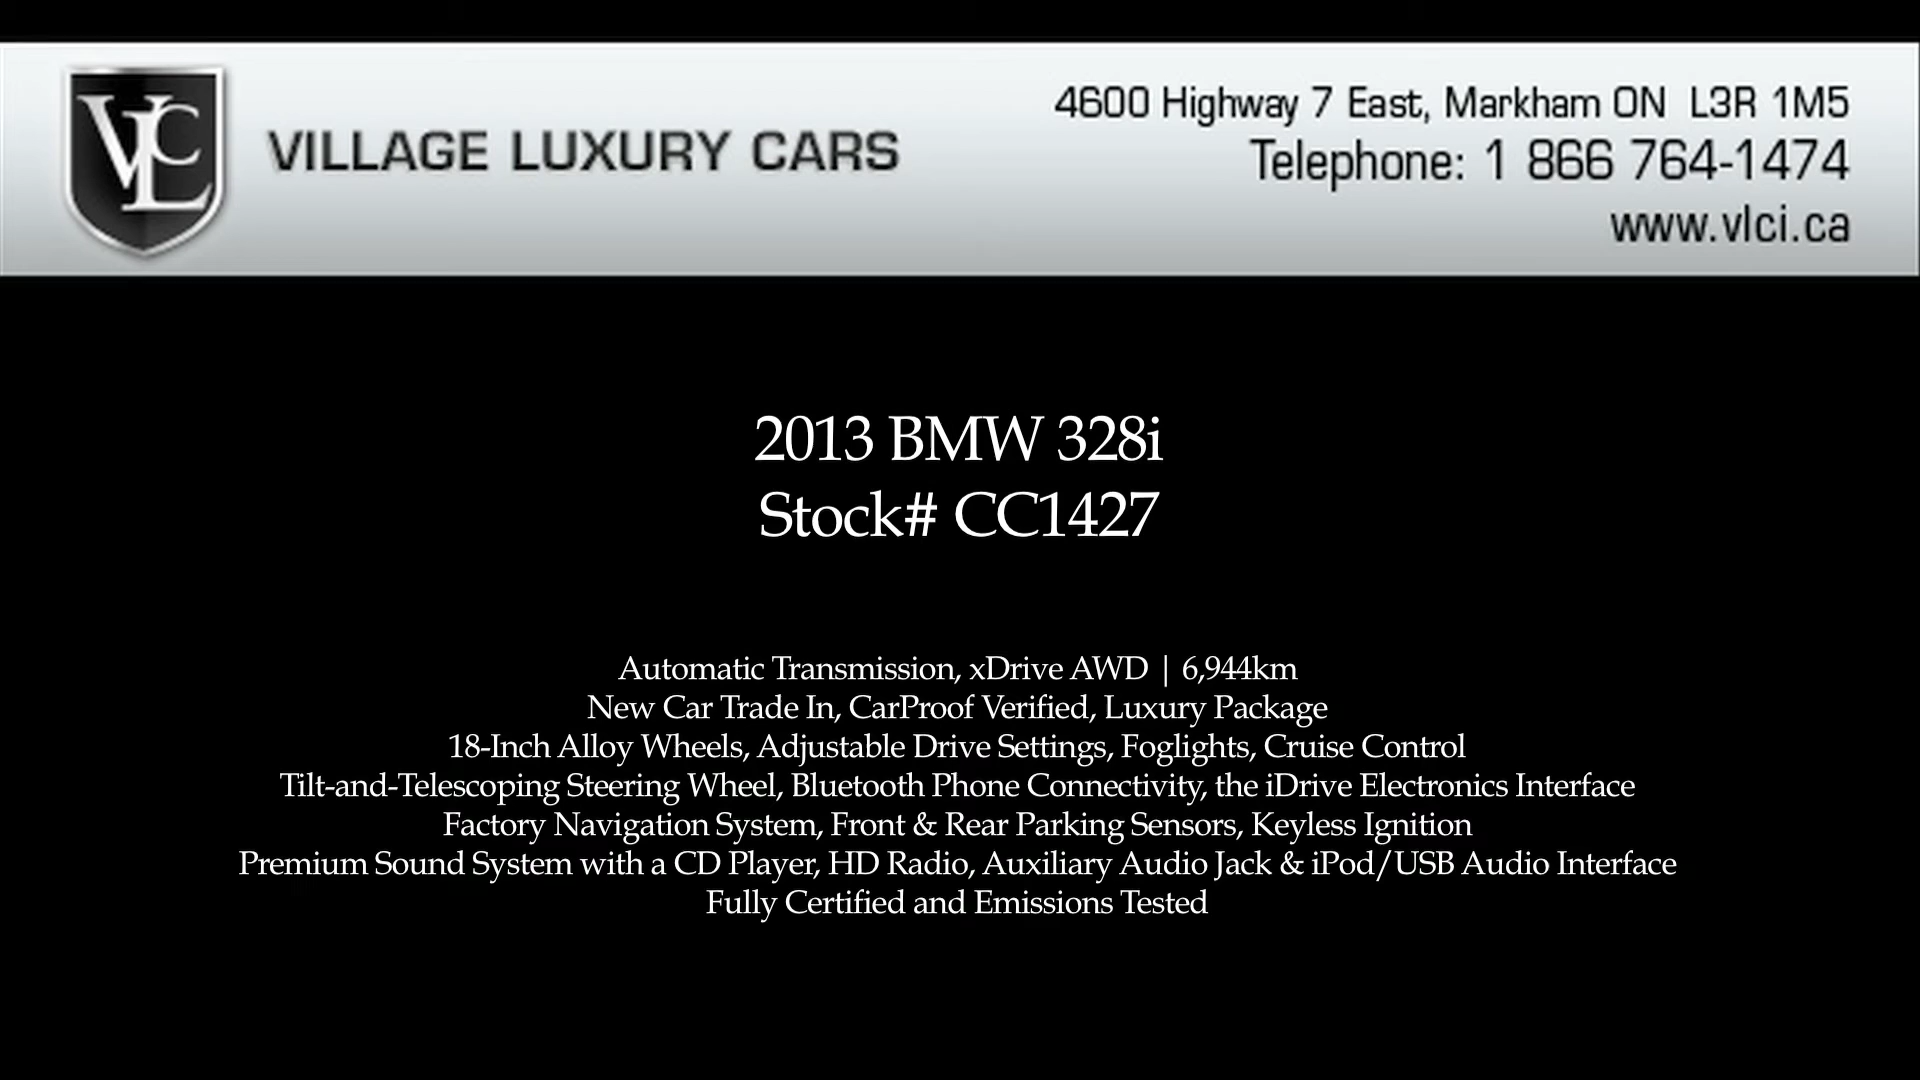 VLC
VILLAGE LUXURY CARS
4600 Highway 7 East, Markham ON L3R 1M5
Telephone: 1 866 764-1474
www.vlci.ca
2013 BMW 328i
Stock# CC1427
Automatic Transmission, xDrive AWD | 6,944km
New Car Trade In, CarProof Verified, Luxury Package
18-Inch Alloy Wheels, Adjustable Drive Settings, Foglights, Cruise Control
Tilt-and-Telescoping Steering Wheel, Bluetooth Phone Connectivity, the iDrive Electronics Interface
Factory Navigation System, Front & Rear Parking Sensors, Keyless Ignition
Premium Sound System with a CD Player, HD Radio, Auxiliary Audio Jack & iPod/USB Audio Interface
Fully Certified and Emissions Tested